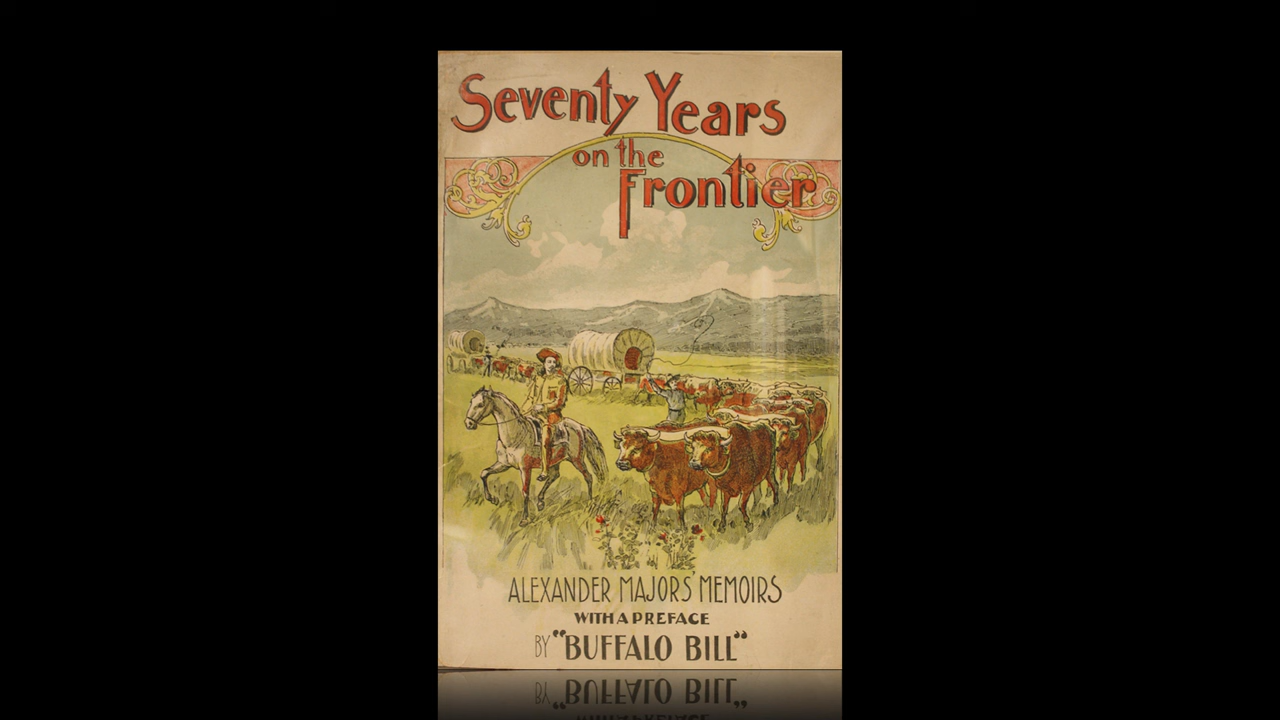 Seventy Years
on the
Frontier
ALEXANDER MAJORS' MEMOIRS
WITH A PREFACE
BY "BUFFALO BILL"